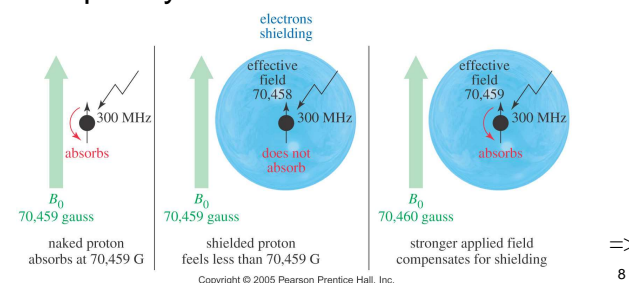 electrons
shielding
300 MHz
absorbs
B0
70,459 gauss
naked proton
absorbs at 70,459 G
effective
field
70,458
300 MHz
does not
absorb
B0
70,459 gauss
shielded proton
feels less than 70,459 G
effective
field
70,459
300 MHz
absorbs
B0
70,460 gauss
stronger applied field
compensates for shielding
=>
8
Copyright © 2005 Pearson Prentice Hall, Inc.